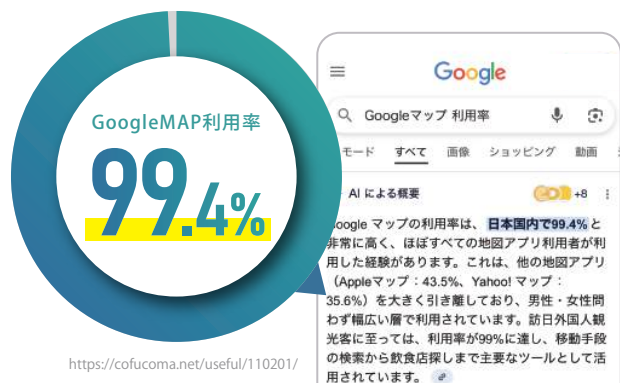 GoogleMAP利用率
99.4%
https://cofucoma.net/useful/110201/
Google
Googleマップ 利用率
モード すべて 画像 ショッピング 動画
AI による概要 +8
Google マップの利用率は、日本国内で99.4%と
非常に高く、ほぼすべての地図アプリ利用者が利
用した経験があります。これは、他の地図アプリ
（Appleマップ：43.5%、Yahoo! マップ：
35.6%）を大きく引き離しており、男性・女性問
わず幅広い層で利用されています。訪日外国人観
光客に至っては、利用率が99%に達し、移動手段
の検索から飲食店探しまで主要なツールとして活
用されています。